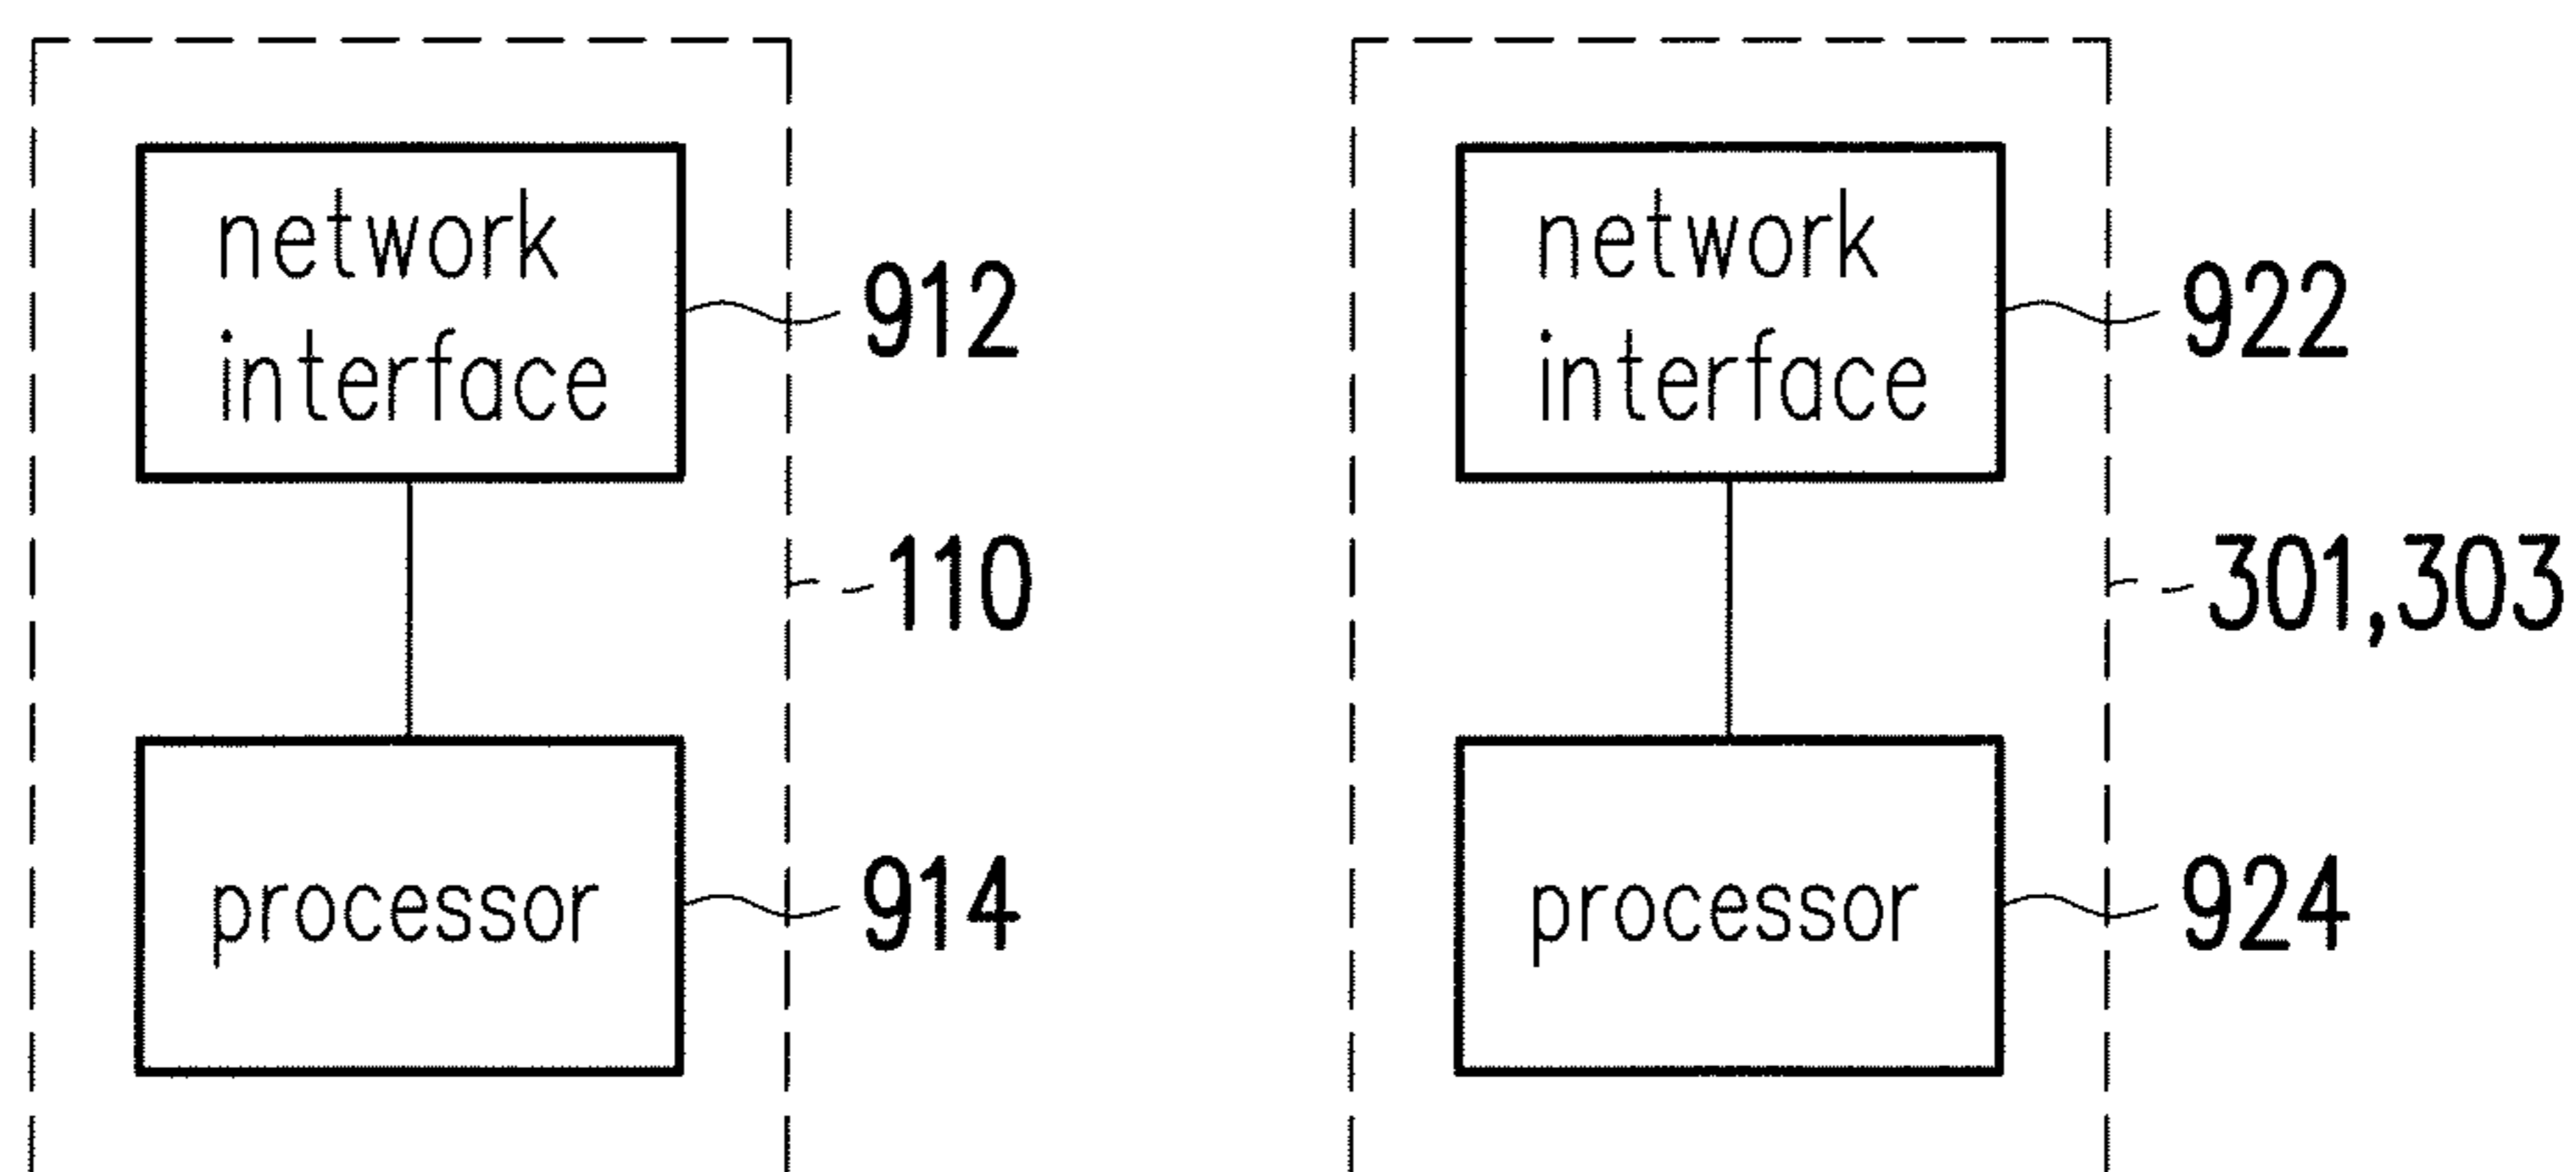 network
interface
912
110
processor
914
network
interface
922
301,303
processor
924